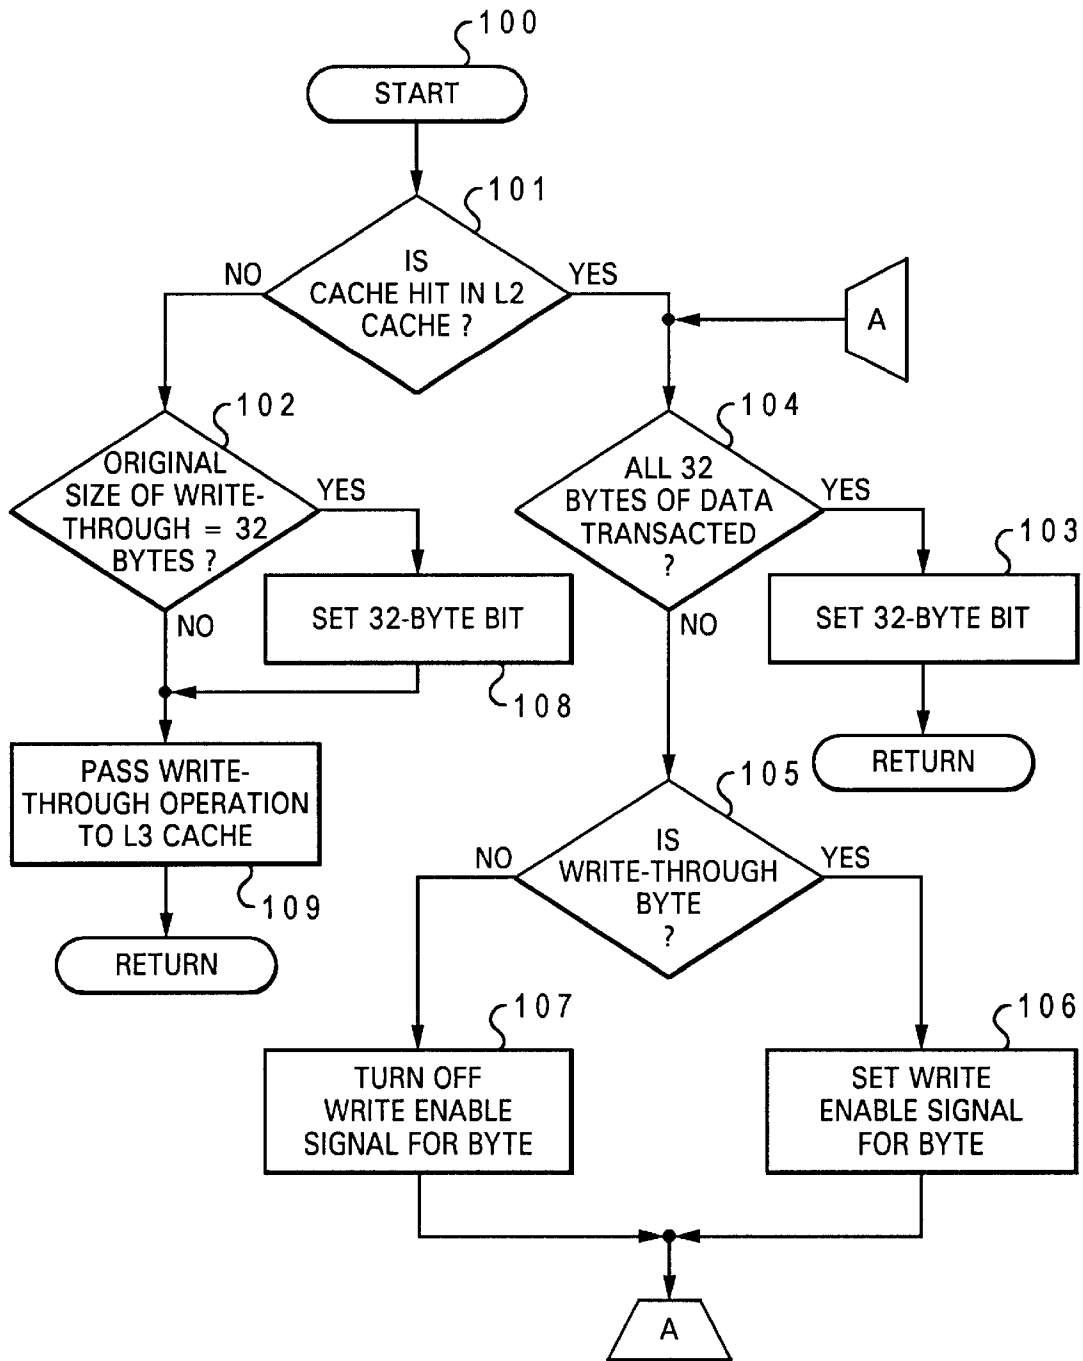 100
START
101
IS
CACHE HIT IN L2
CACHE ?
NO
YES
A
102
ORIGINAL
SIZE OF WRITE-
THROUGH = 32
BYTES ?
YES
NO
104
ALL 32
BYTES OF DATA
TRANSACTED
?
YES
NO
103
SET 32-BYTE BIT
RETURN
SET 32-BYTE BIT
108
PASS WRITE-
THROUGH OPERATION
TO L3 CACHE
109
RETURN
105
IS
WRITE-THROUGH
BYTE
?
NO
YES
107
TURN OFF
WRITE ENABLE
SIGNAL FOR BYTE
106
SET WRITE
ENABLE SIGNAL
FOR BYTE
A